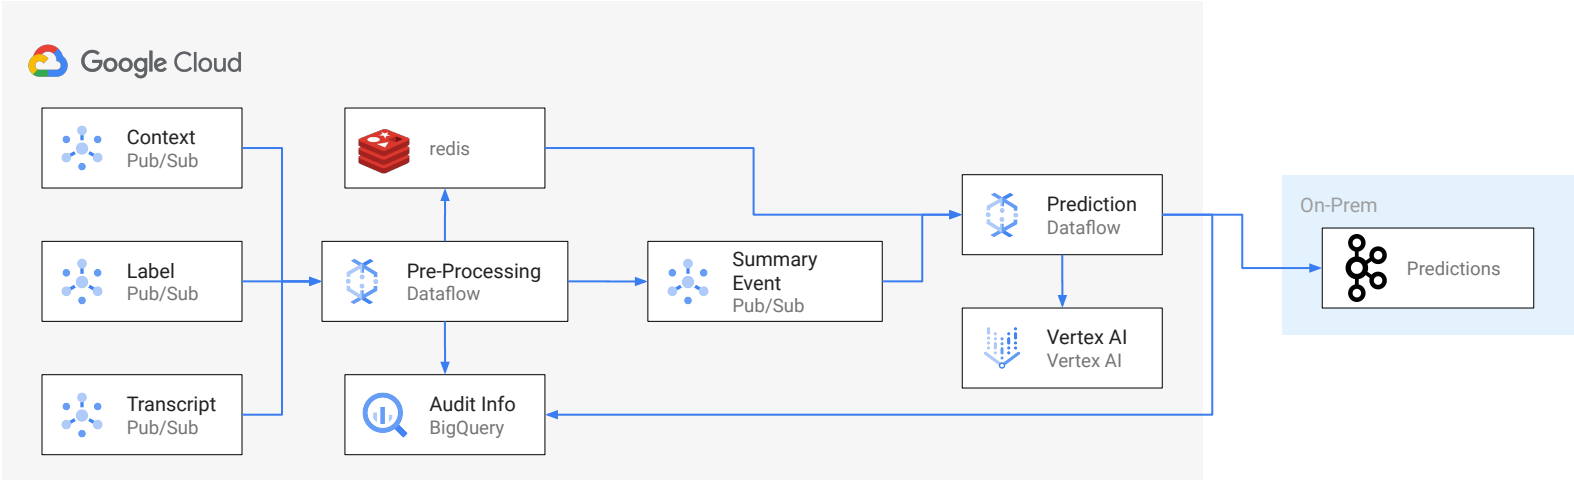 Google Cloud
Context
Pub/Sub
redis
Label
Pub/Sub
Pre-Processing
Dataflow
Summary
Event
Pub/Sub
Prediction
Dataflow
On-Prem
Predictions
Vertex AI
Vertex AI
Transcript
Pub/Sub
Audit Info
BigQuery